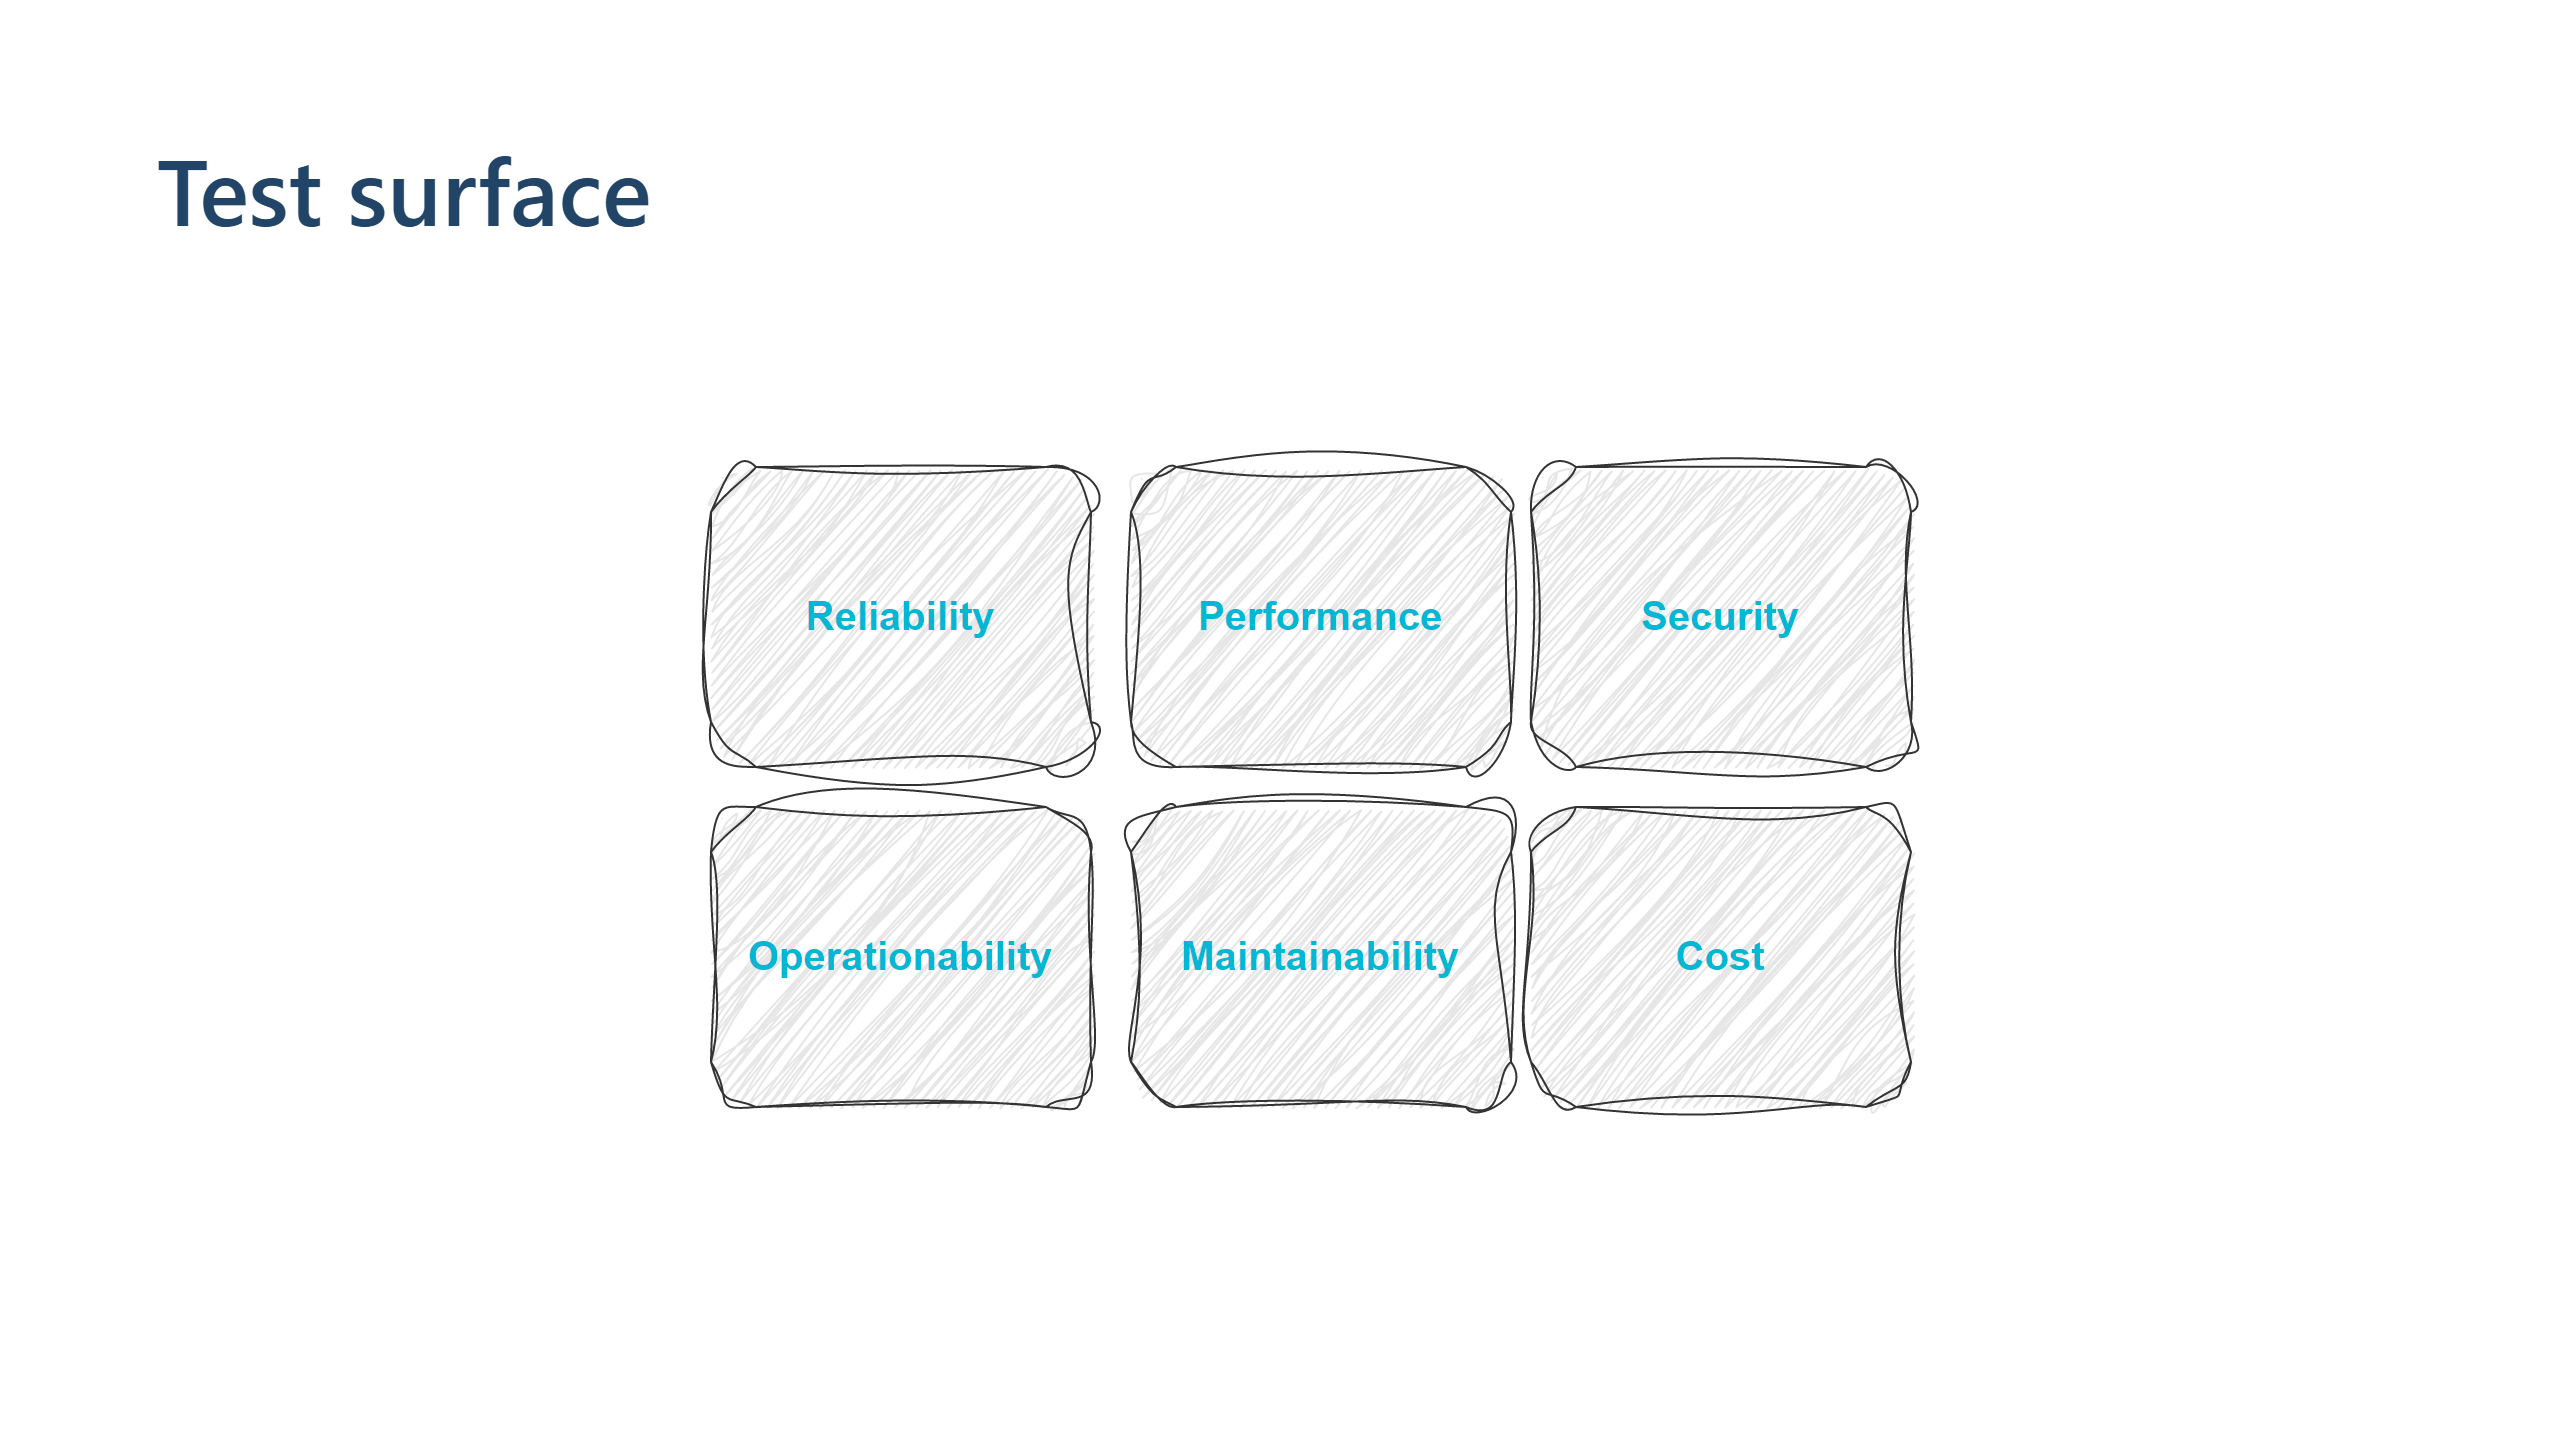 Test surface
Reliability
Performance
Security
Operationability
Maintainability
Cost